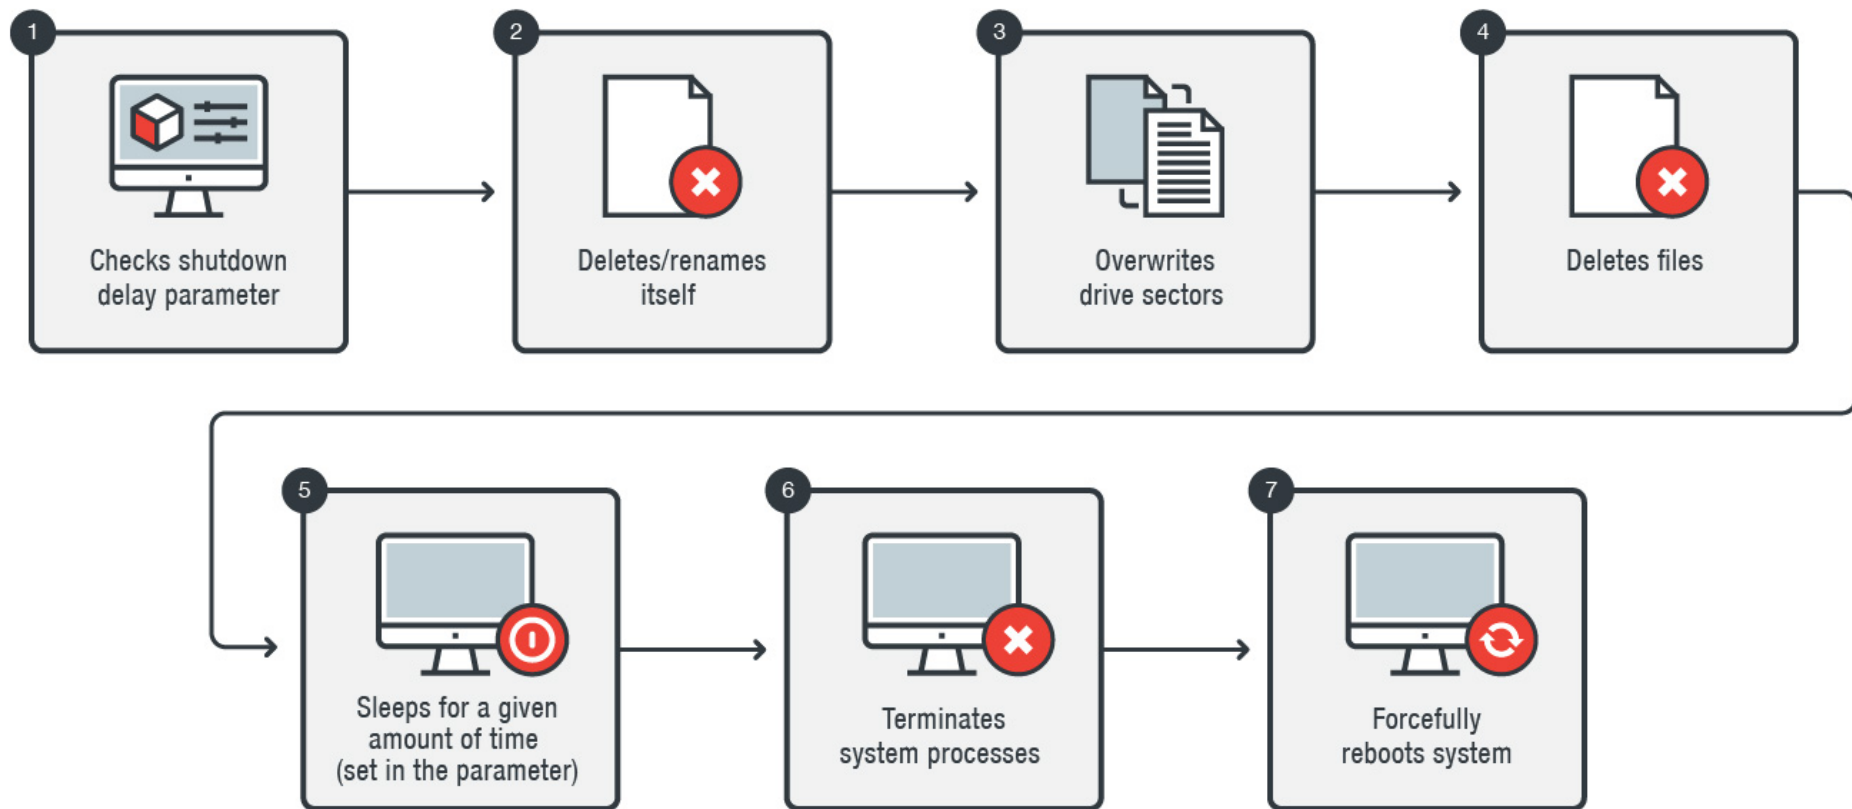 1
Checks shutdown
delay parameter
2
Deletes/renames
itself
3
Overwrites
drive sectors
4
Deletes files
5
Sleeps for a given
amount of time
(set in the parameter)
6
Terminates
system processes
7
Forcefully
reboots system